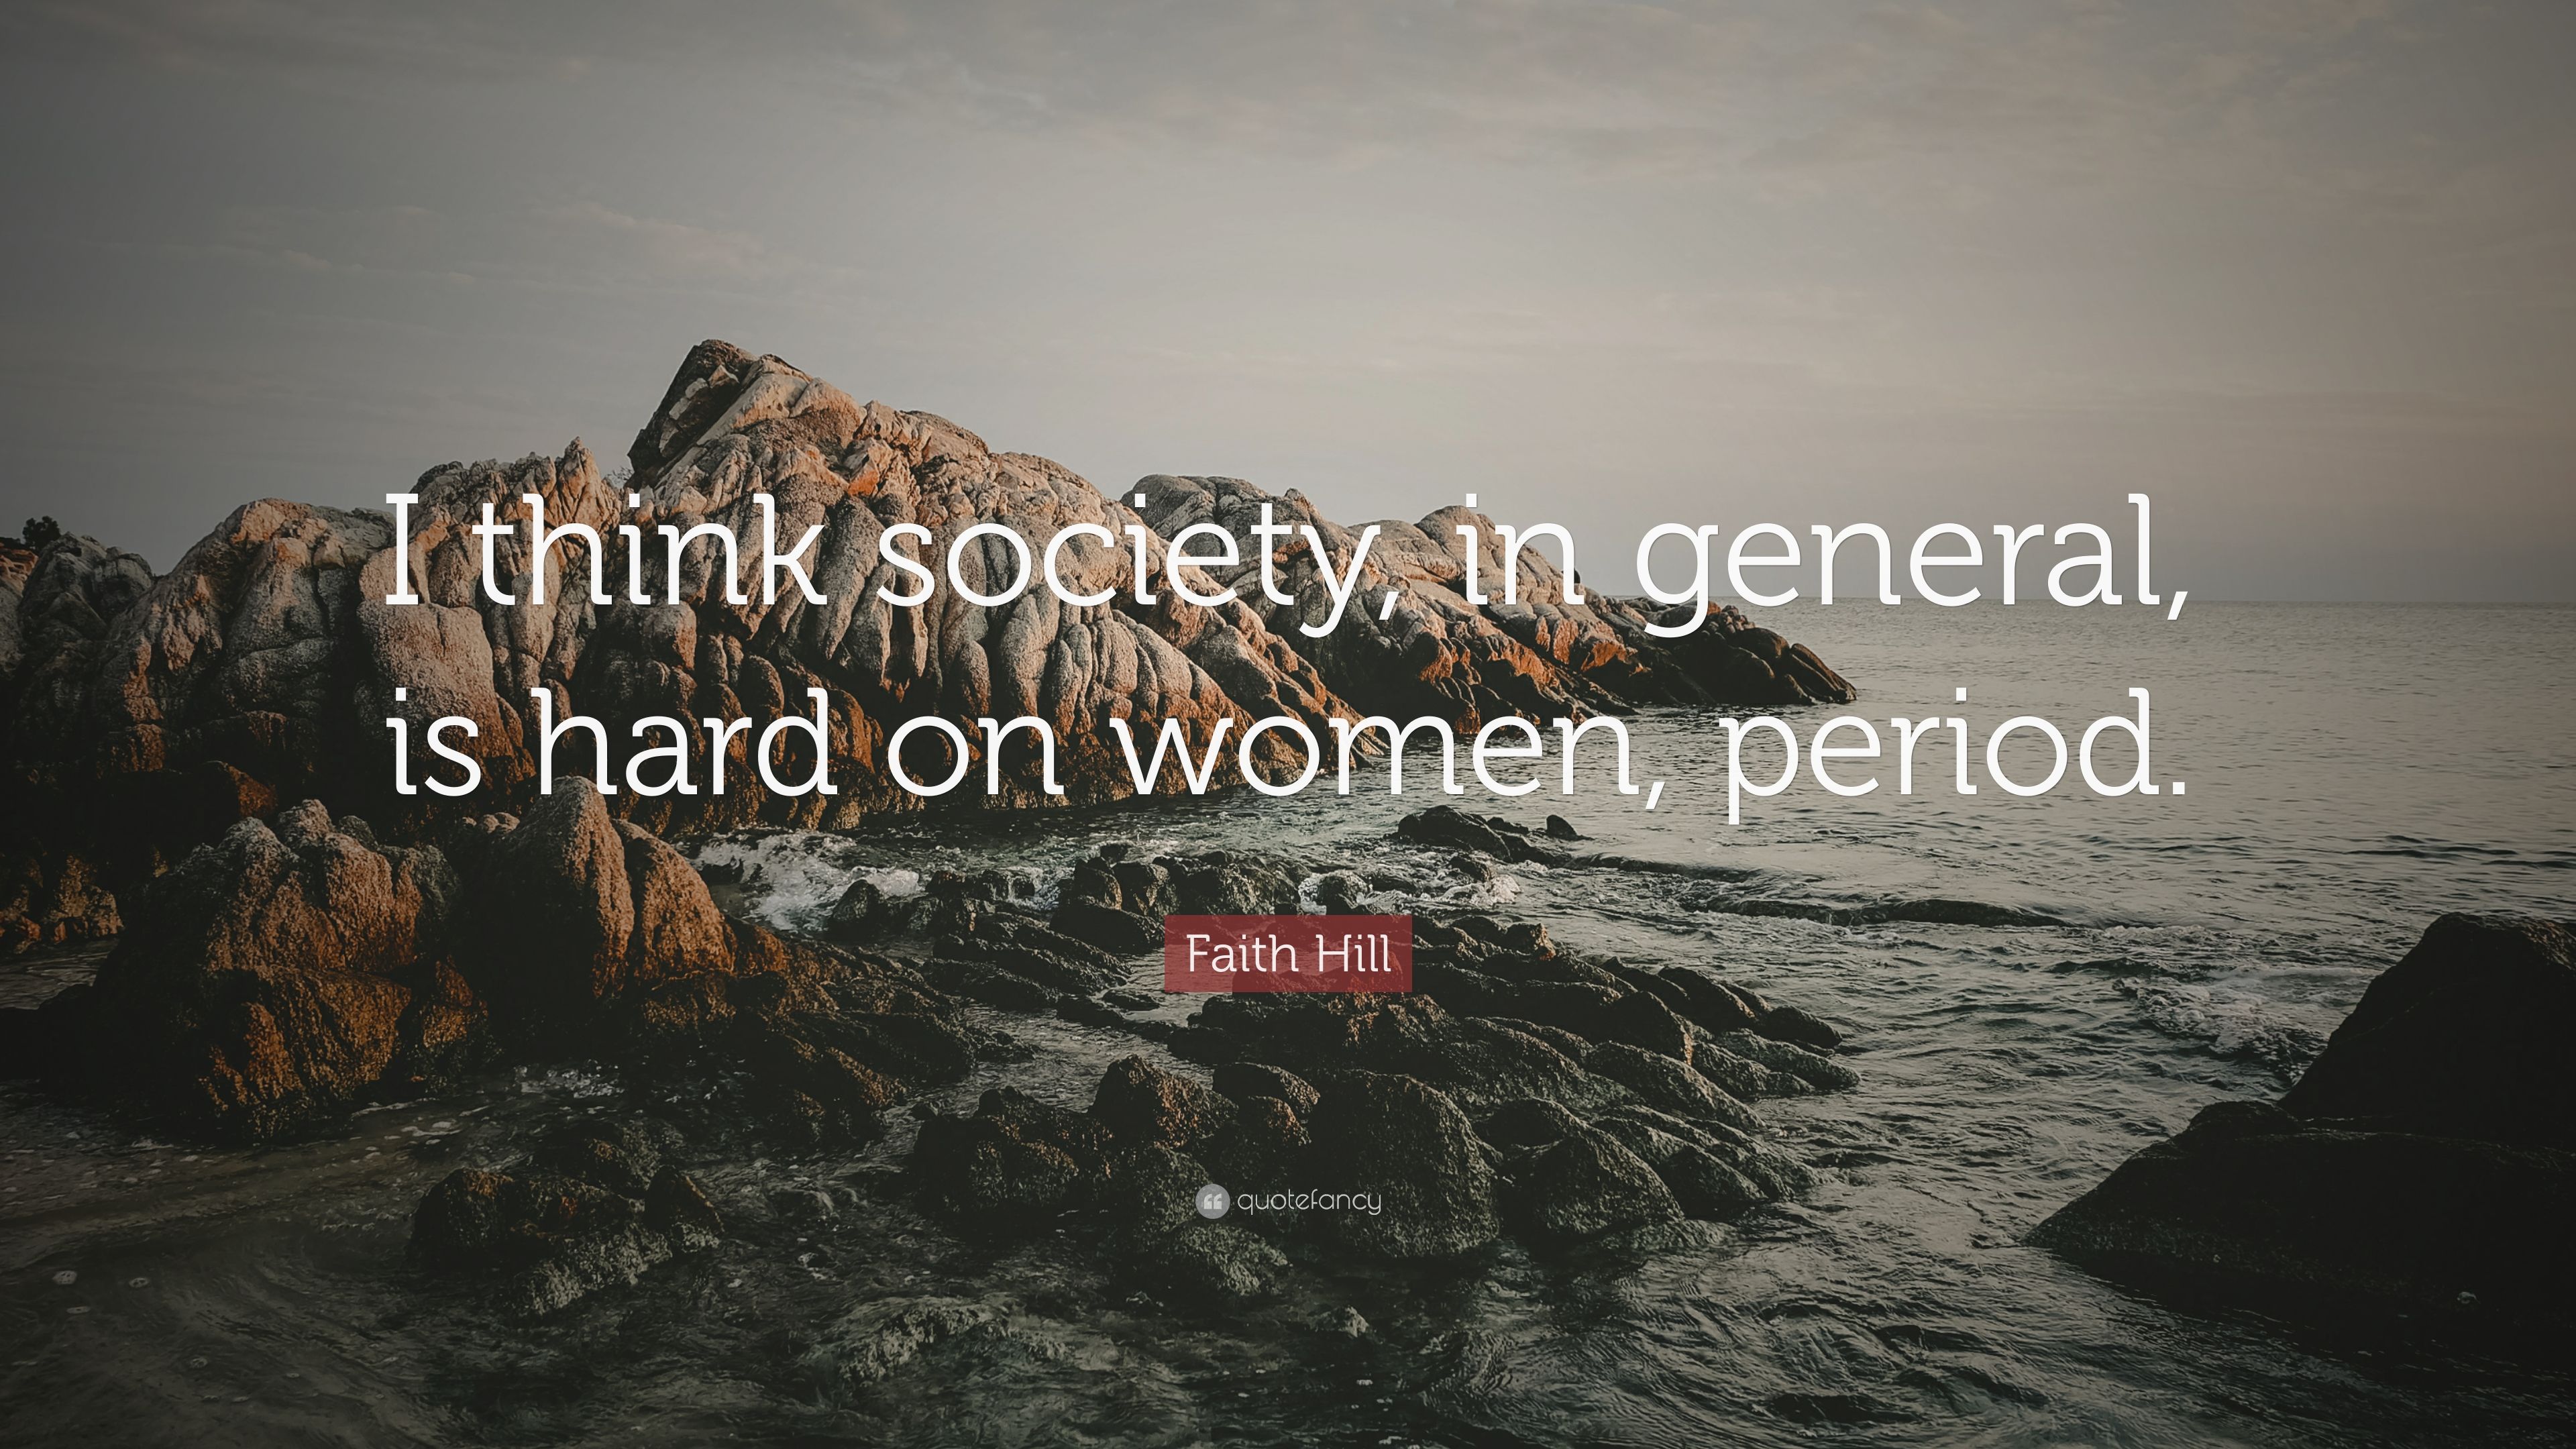 I think society, in general,
is hard on women, period.
Faith Hill
quotefancy